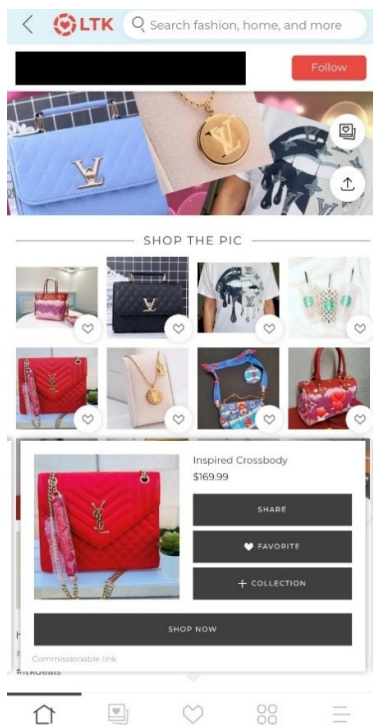 LTK
Search fashion, home, and more
Follow
SHOP THE PIC
Inspired Crossbody
$169.99
SHARE
FAVORITE
+ COLLECTION
SHOP NOW
Commissionable link